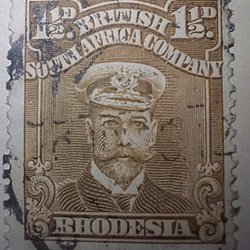 1½D. 1½D.
BRITISH
SOUTH AFRICA COMPANY
RHODESIA